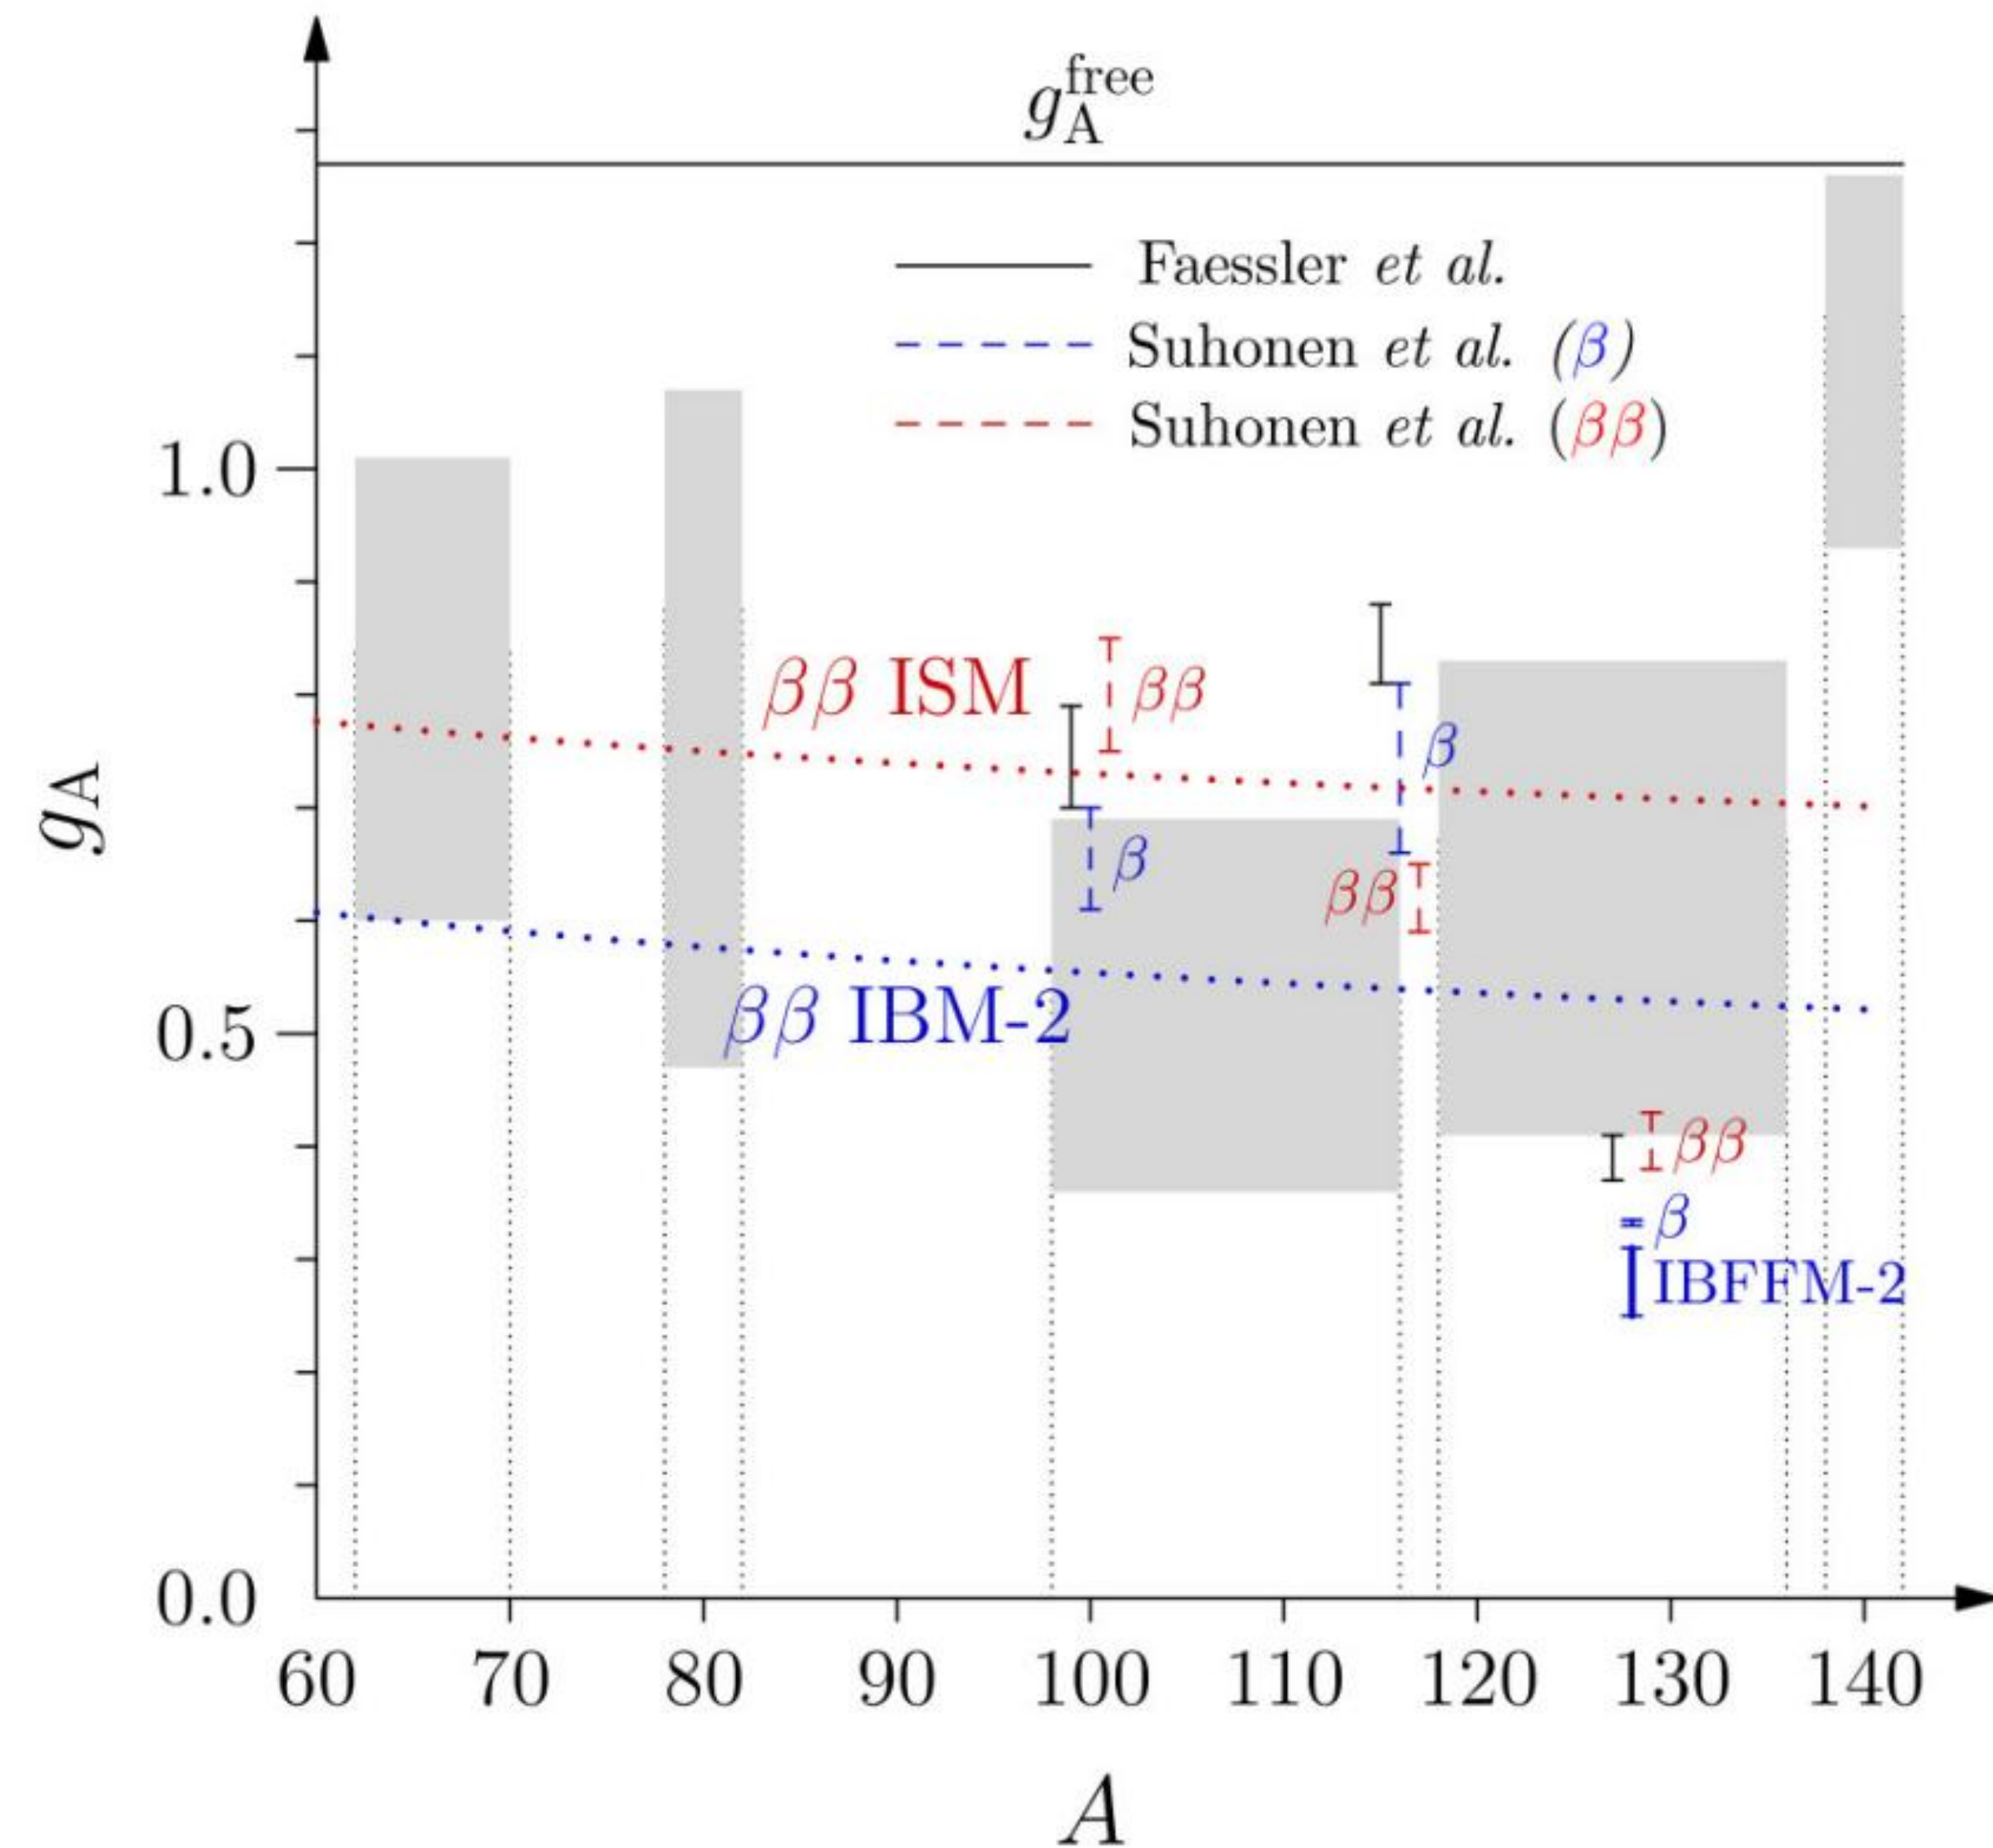 g_A^free
Faessler et al.
Suhonen et al. (β)
Suhonen et al. (ββ)
1.0
ββ ISM
ββ
β
g_A
β
ββ
ββ IBM-2
0.5
ββ
β
IBFFM-2
0.0
60 70 80 90 100 110 120 130 140
A